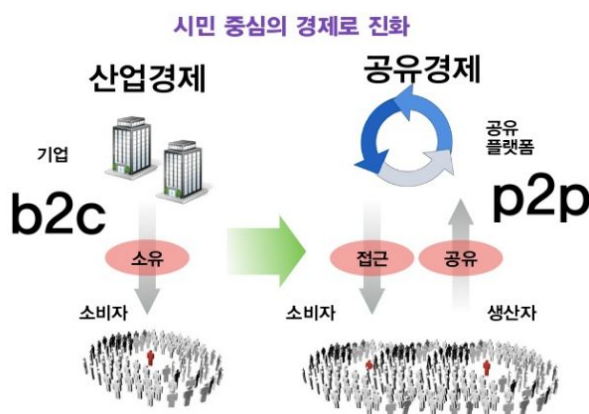 시민 중심의 경제로 진화
산업경제
공유경제
기업
공유
플랫폼
b2c
p2p
소유
접근
공유
소비자
소비자
생산자